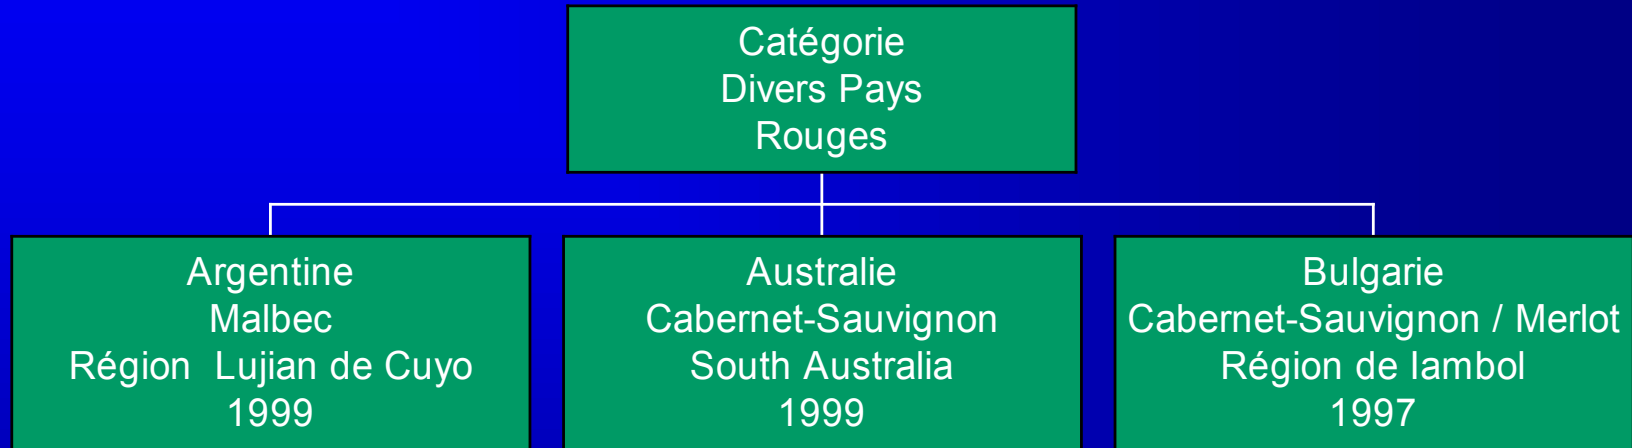 Catégorie
Divers Pays
Rouges
Argentine
Malbec
Région Lujian de Cuyo
1999
Australie
Cabernet-Sauvignon
South Australia
1999
Bulgarie
Cabernet-Sauvignon / Merlot
Région de Iambol
1997